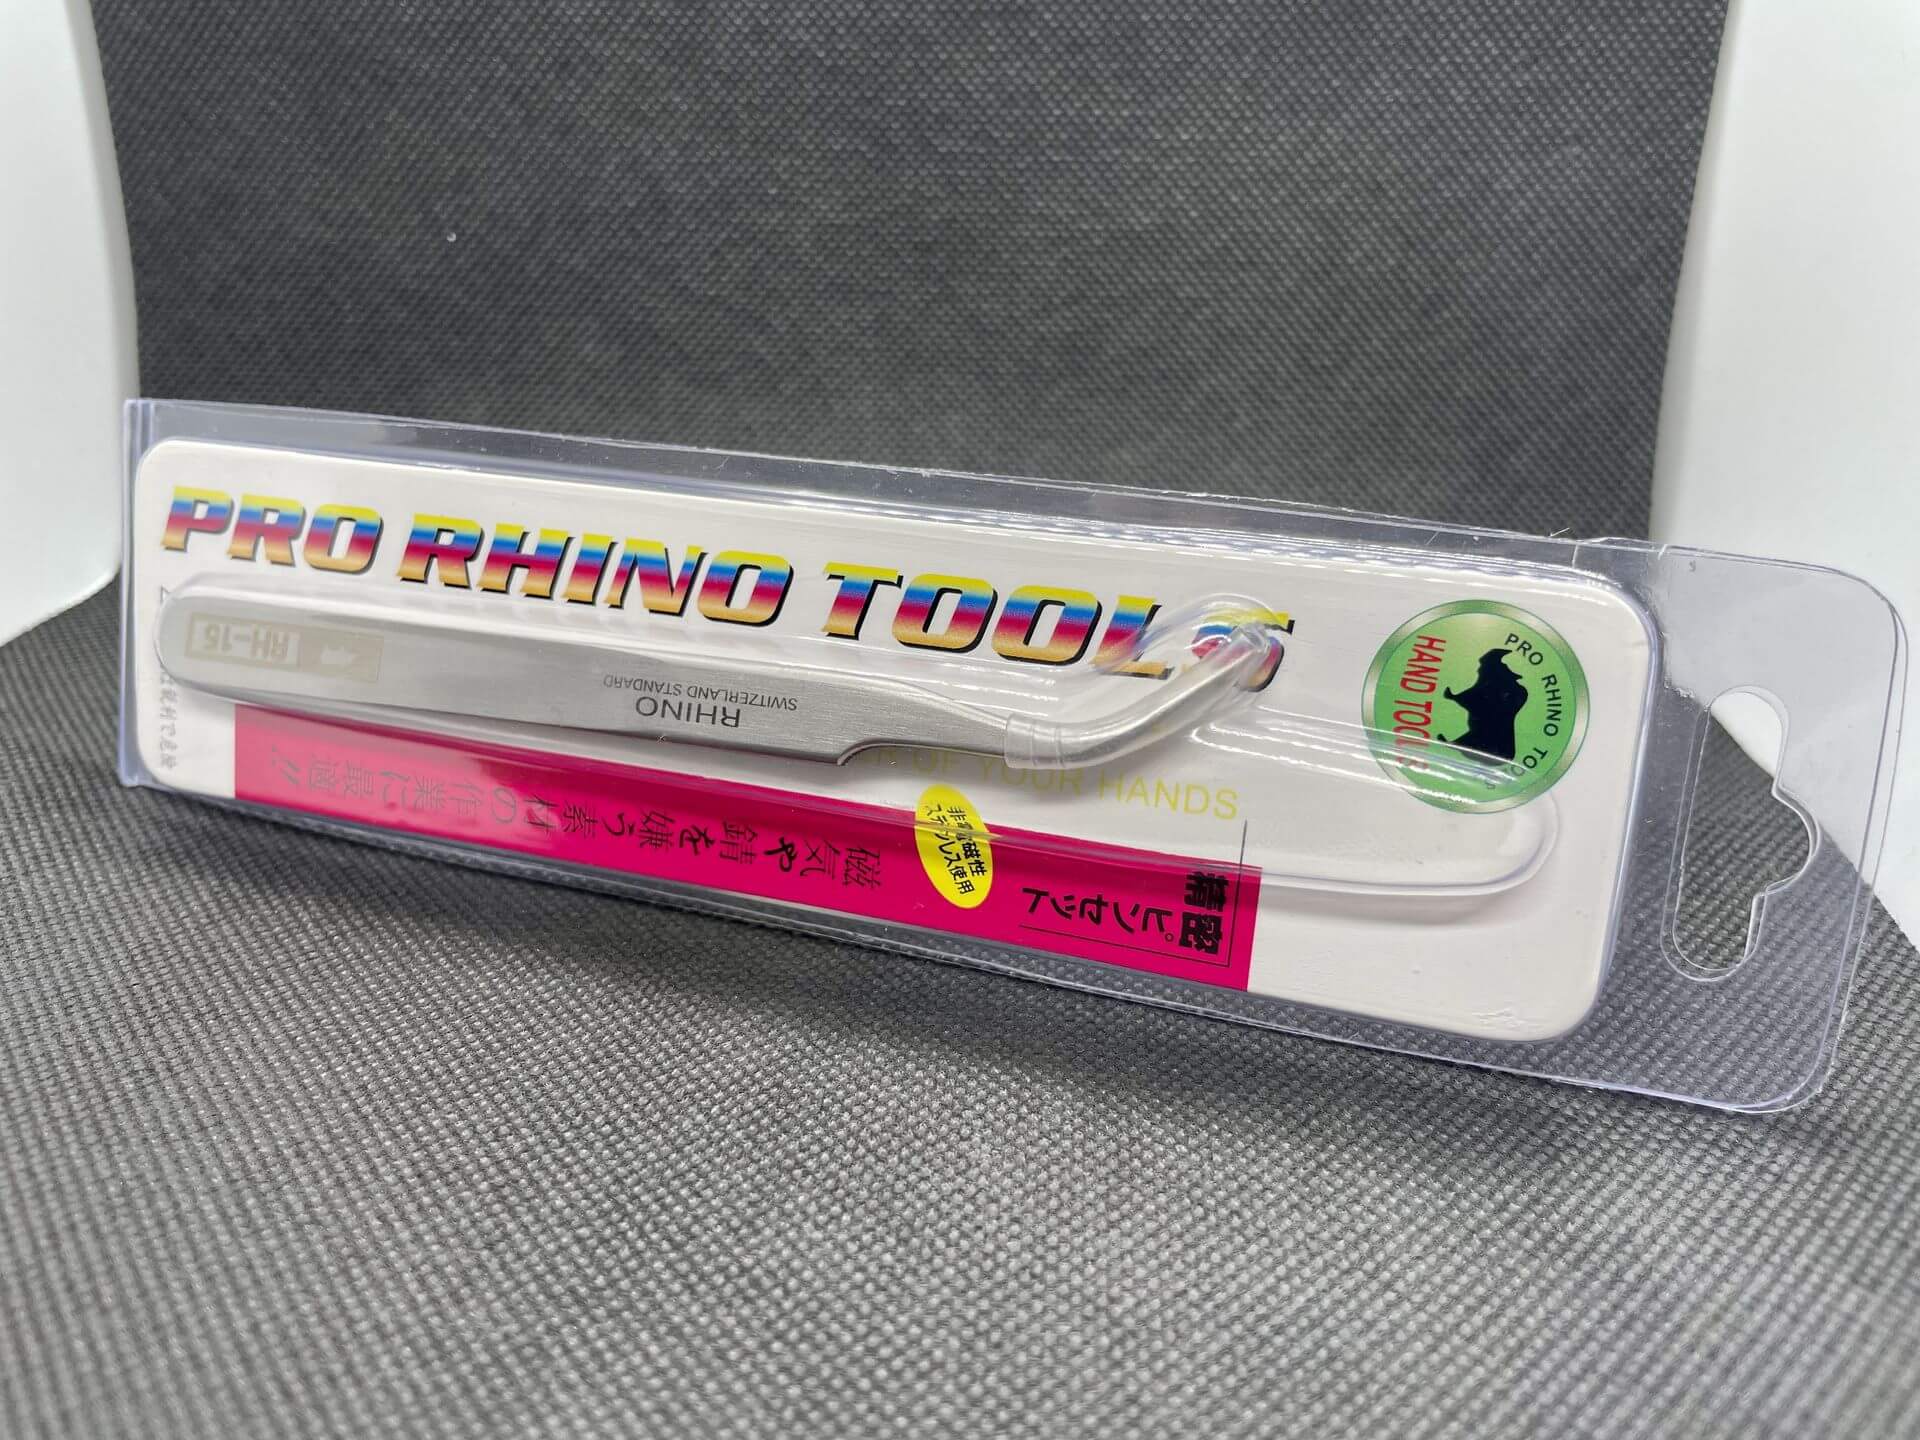 PRO RHINO TOOLS
RH-15
RHINO
SWITZERLAND STANDARD
OF YOUR HANDS
PRO RHINO TOOLS
HAND TOOLS
精密
ピンセット
磁性
ステンレス使用
磁気や錆を嫌う素材の作業に最適!!